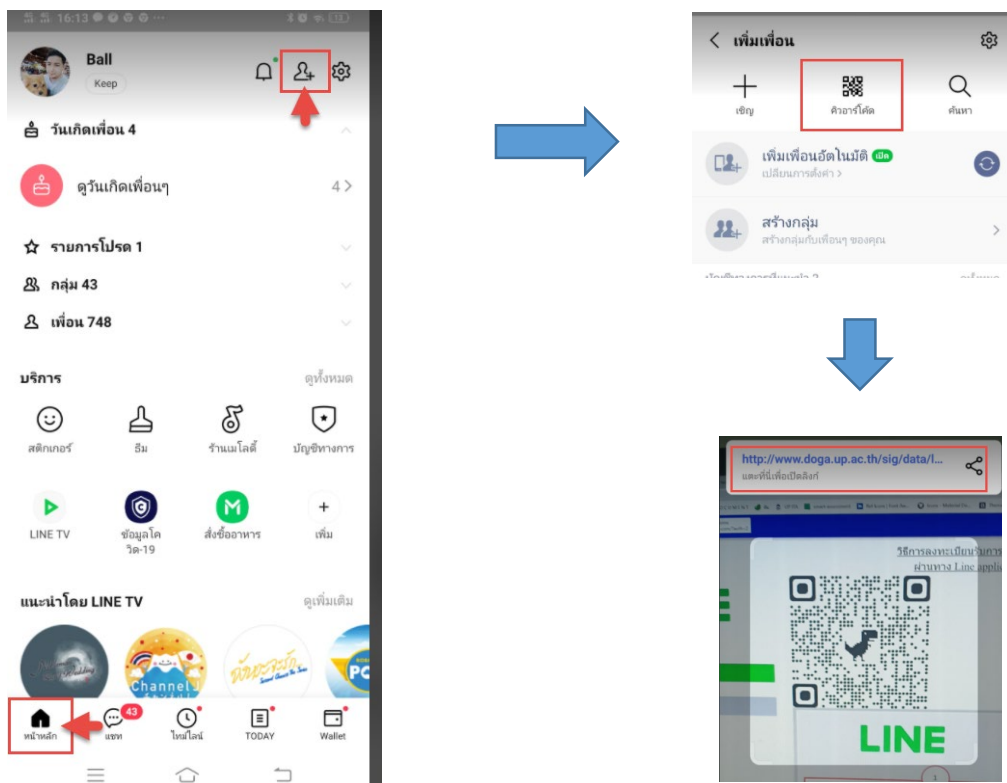 16:13
Ball
Keep
วันเกิดเพื่อน 4
ดูวันเกิดเพื่อนๆ
4 >
รายการโปรด 1
กลุ่ม 43
เพื่อน 748
บริการ
ดูทั้งหมด
สติกเกอร์
ธีม
ร้านเมโลดี้
บัญชีทางการ
LINE TV
ข้อมูลโค
วิด-19
สั่งซื้ออาหาร
เพิ่ม
แนะนำโดย LINE TV
ดูเพิ่มเติม
Channel
PO
หน้าหลัก
43
แชท
ไทม์ไลน์
TODAY
Wallet
เพิ่มเพื่อน
เชิญ
คิวอาร์โค้ด
ค้นหา
เพิ่มเพื่อนอัตโนมัติ เปิด
เปลี่ยนการตั้งค่า >
สร้างกลุ่ม
สร้างกลุ่มกับเพื่อนๆ ของคุณ
http://www.doga.up.ac.th/sig/data/l...
แตะที่นี่เพื่อเปิดลิงก์
วิธีการลงทะเบียนรับการ
ผ่านทาง Line applic
LINE
1